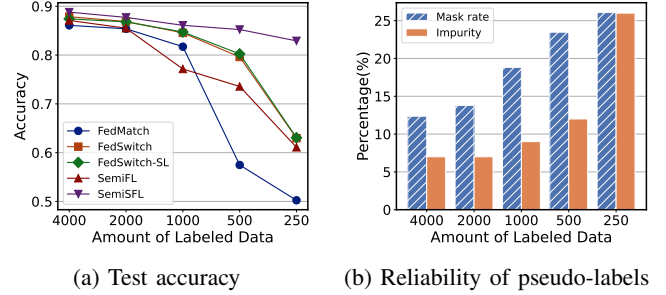 0.9
0.8
0.7
0.6
0.5
Accuracy
FedMatch
FedSwitch
FedSwitch-SL
SemiFL
SemiSFL
4000 2000 1000 500 250
Amount of Labeled Data
(a) Test accuracy
25
20
15
10
5
0
Percentage(%)
Mask rate
Impurity
4000 2000 1000 500 250
Amount of Labeled Data
(b) Reliability of pseudo-labels